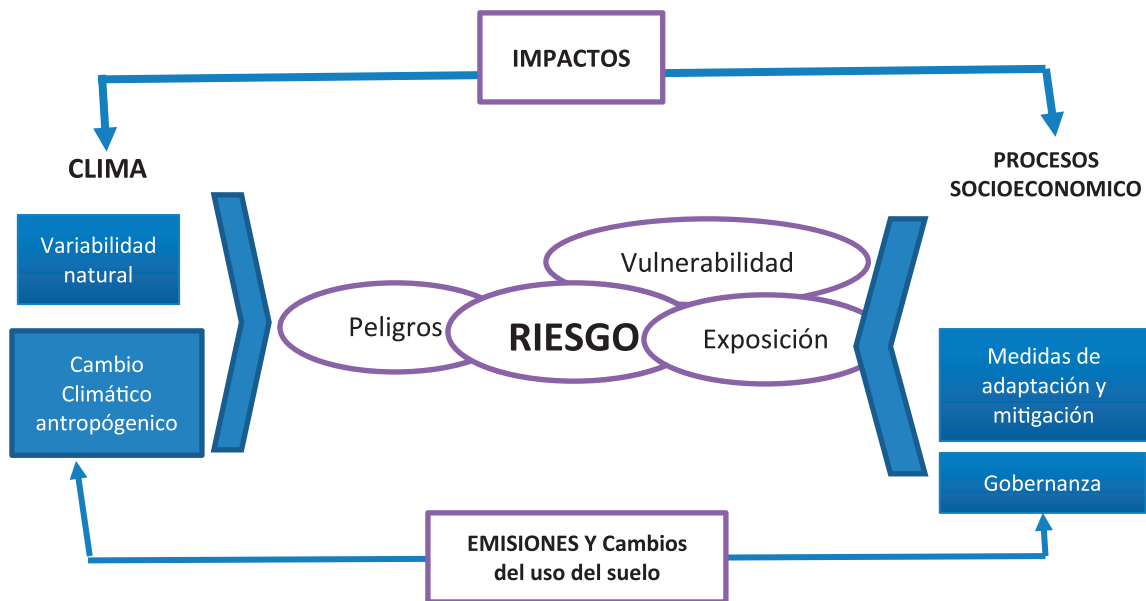 IMPACTOS
CLIMA
PROCESOS
SOCIOECONOMICO
Variabilidad
natural
Vulnerabilidad
Peligros
RIESGO
Exposición
Cambio
Climático
antropógenico
Medidas de
adaptación y
mitigación
Gobernanza
EMISIONES Y Cambios
del uso del suelo